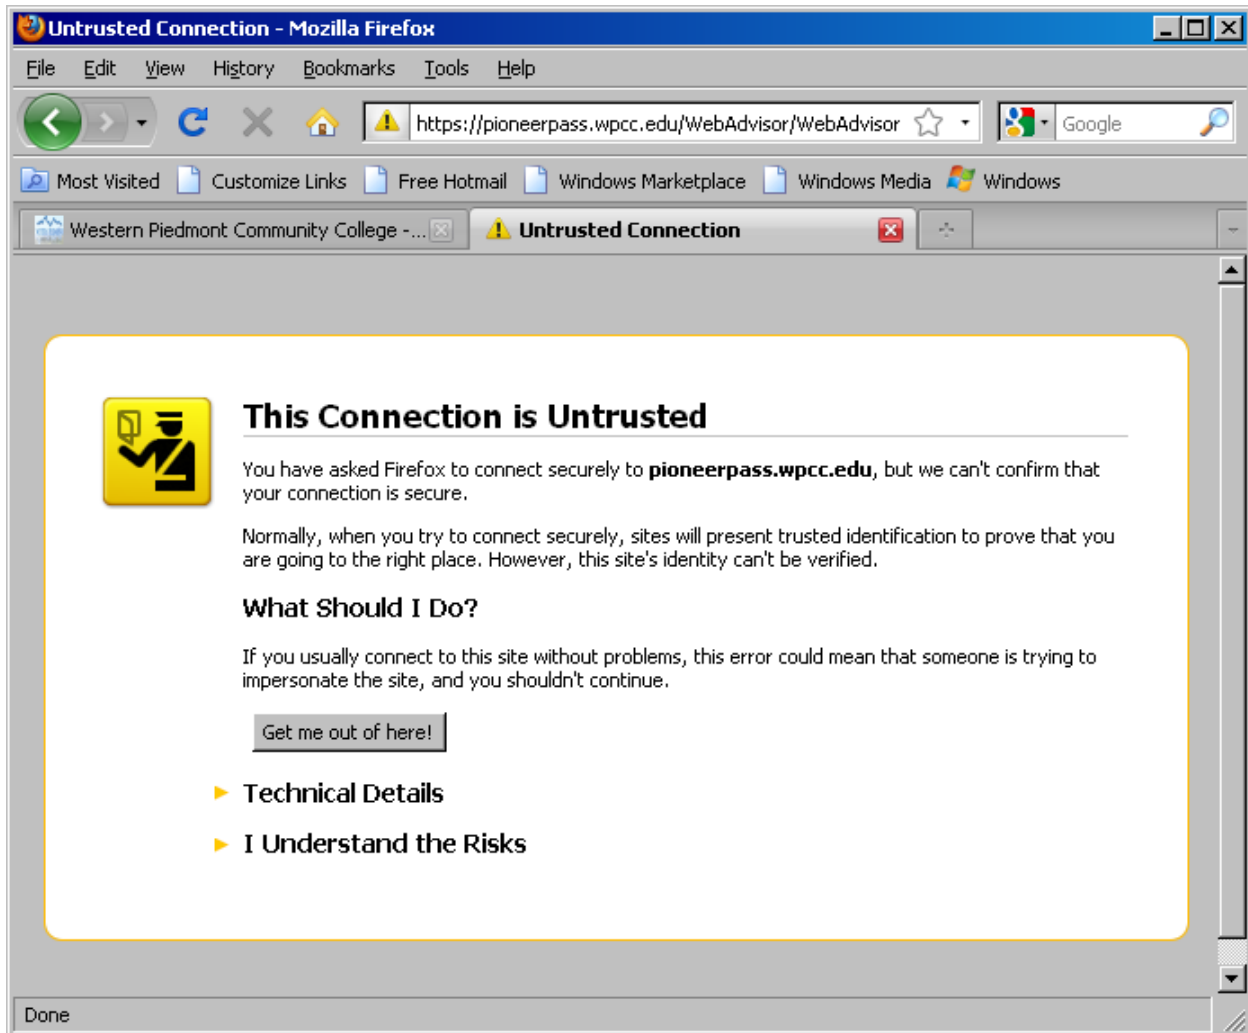 Untrusted Connection - Mozilla Firefox
File Edit View History Bookmarks Tools Help
https://pioneerpass.wpcc.edu/WebAdvisor/WebAdvisor Google
Most Visited Customize Links Free Hotmail Windows Marketplace Windows Media Windows
Western Piedmont Community College -... Untrusted Connection
This Connection is Untrusted
You have asked Firefox to connect securely to pioneerpass.wpcc.edu, but we can't confirm that
your connection is secure.
Normally, when you try to connect securely, sites will present trusted identification to prove that you
are going to the right place. However, this site's identity can't be verified.
What Should I Do?
If you usually connect to this site without problems, this error could mean that someone is trying to
impersonate the site, and you shouldn't continue.
Get me out of here!
Technical Details
I Understand the Risks
Done